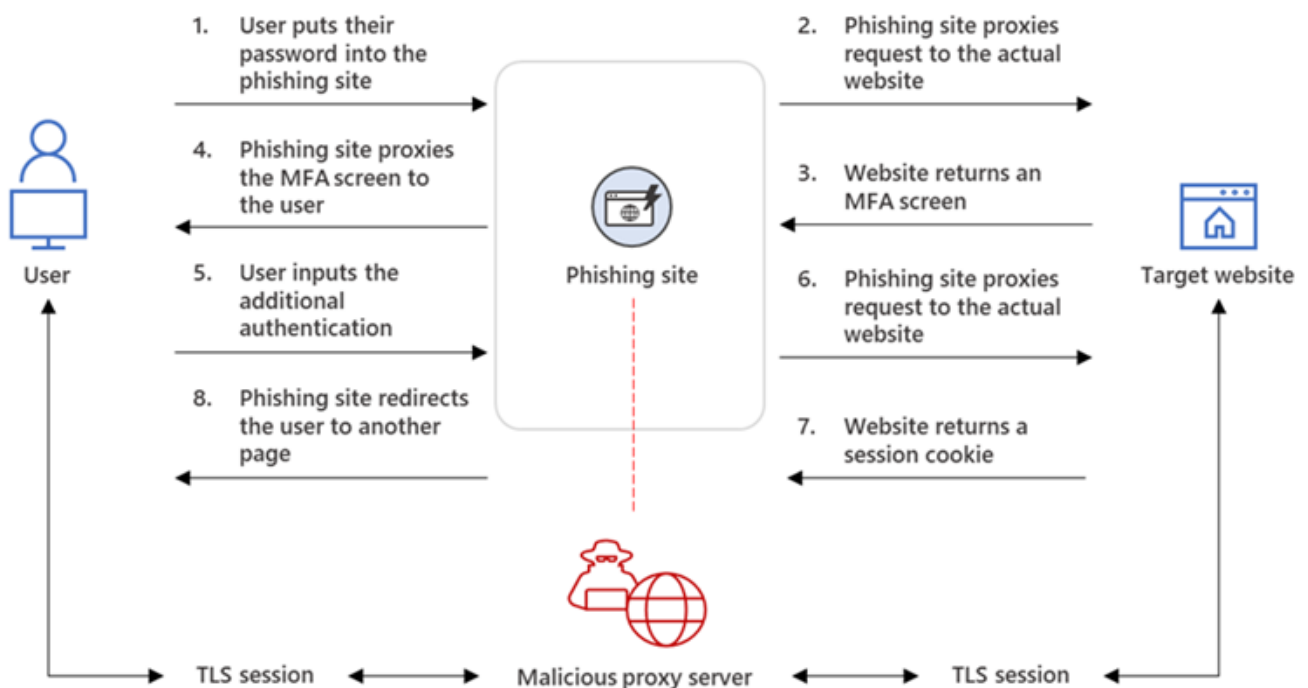 1. User puts their
password into the
phishing site
2. Phishing site proxies
request to the actual
website
3. Website returns an
MFA screen
4. Phishing site proxies
the MFA screen to
the user
5. User inputs the
additional
authentication
6. Phishing site proxies
request to the actual
website
7. Website returns a
session cookie
8. Phishing site redirects
the user to another
page
User
Phishing site
Target website
TLS session
Malicious proxy server
TLS session